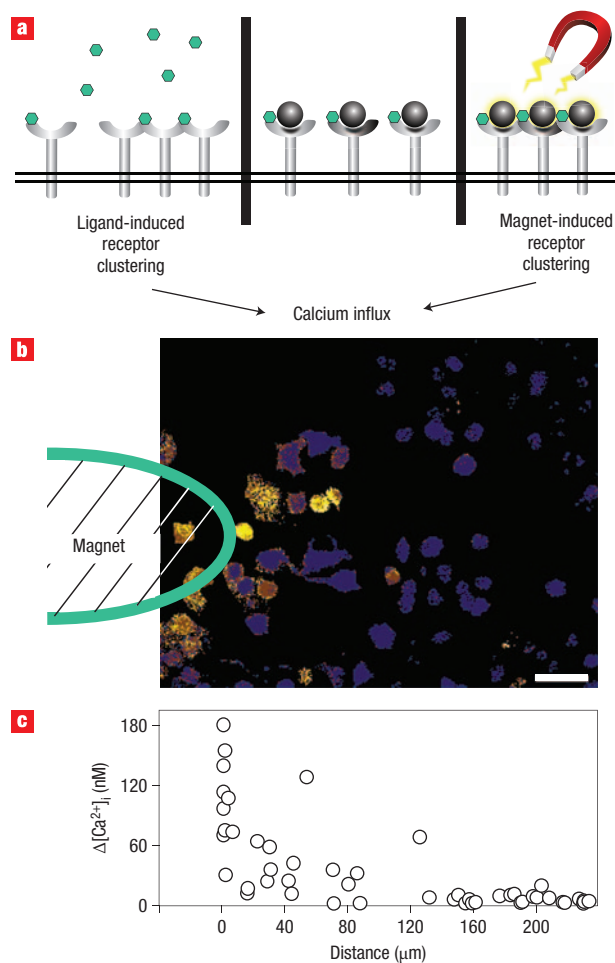 a
Ligand-induced
receptor
clustering
Magnet-induced
receptor
clustering
Calcium influx
b
Magnet
c
Δ[Ca²⁺]ᵢ (nM)
180
120
60
0
0 40 80 120 160 200
Distance (μm)